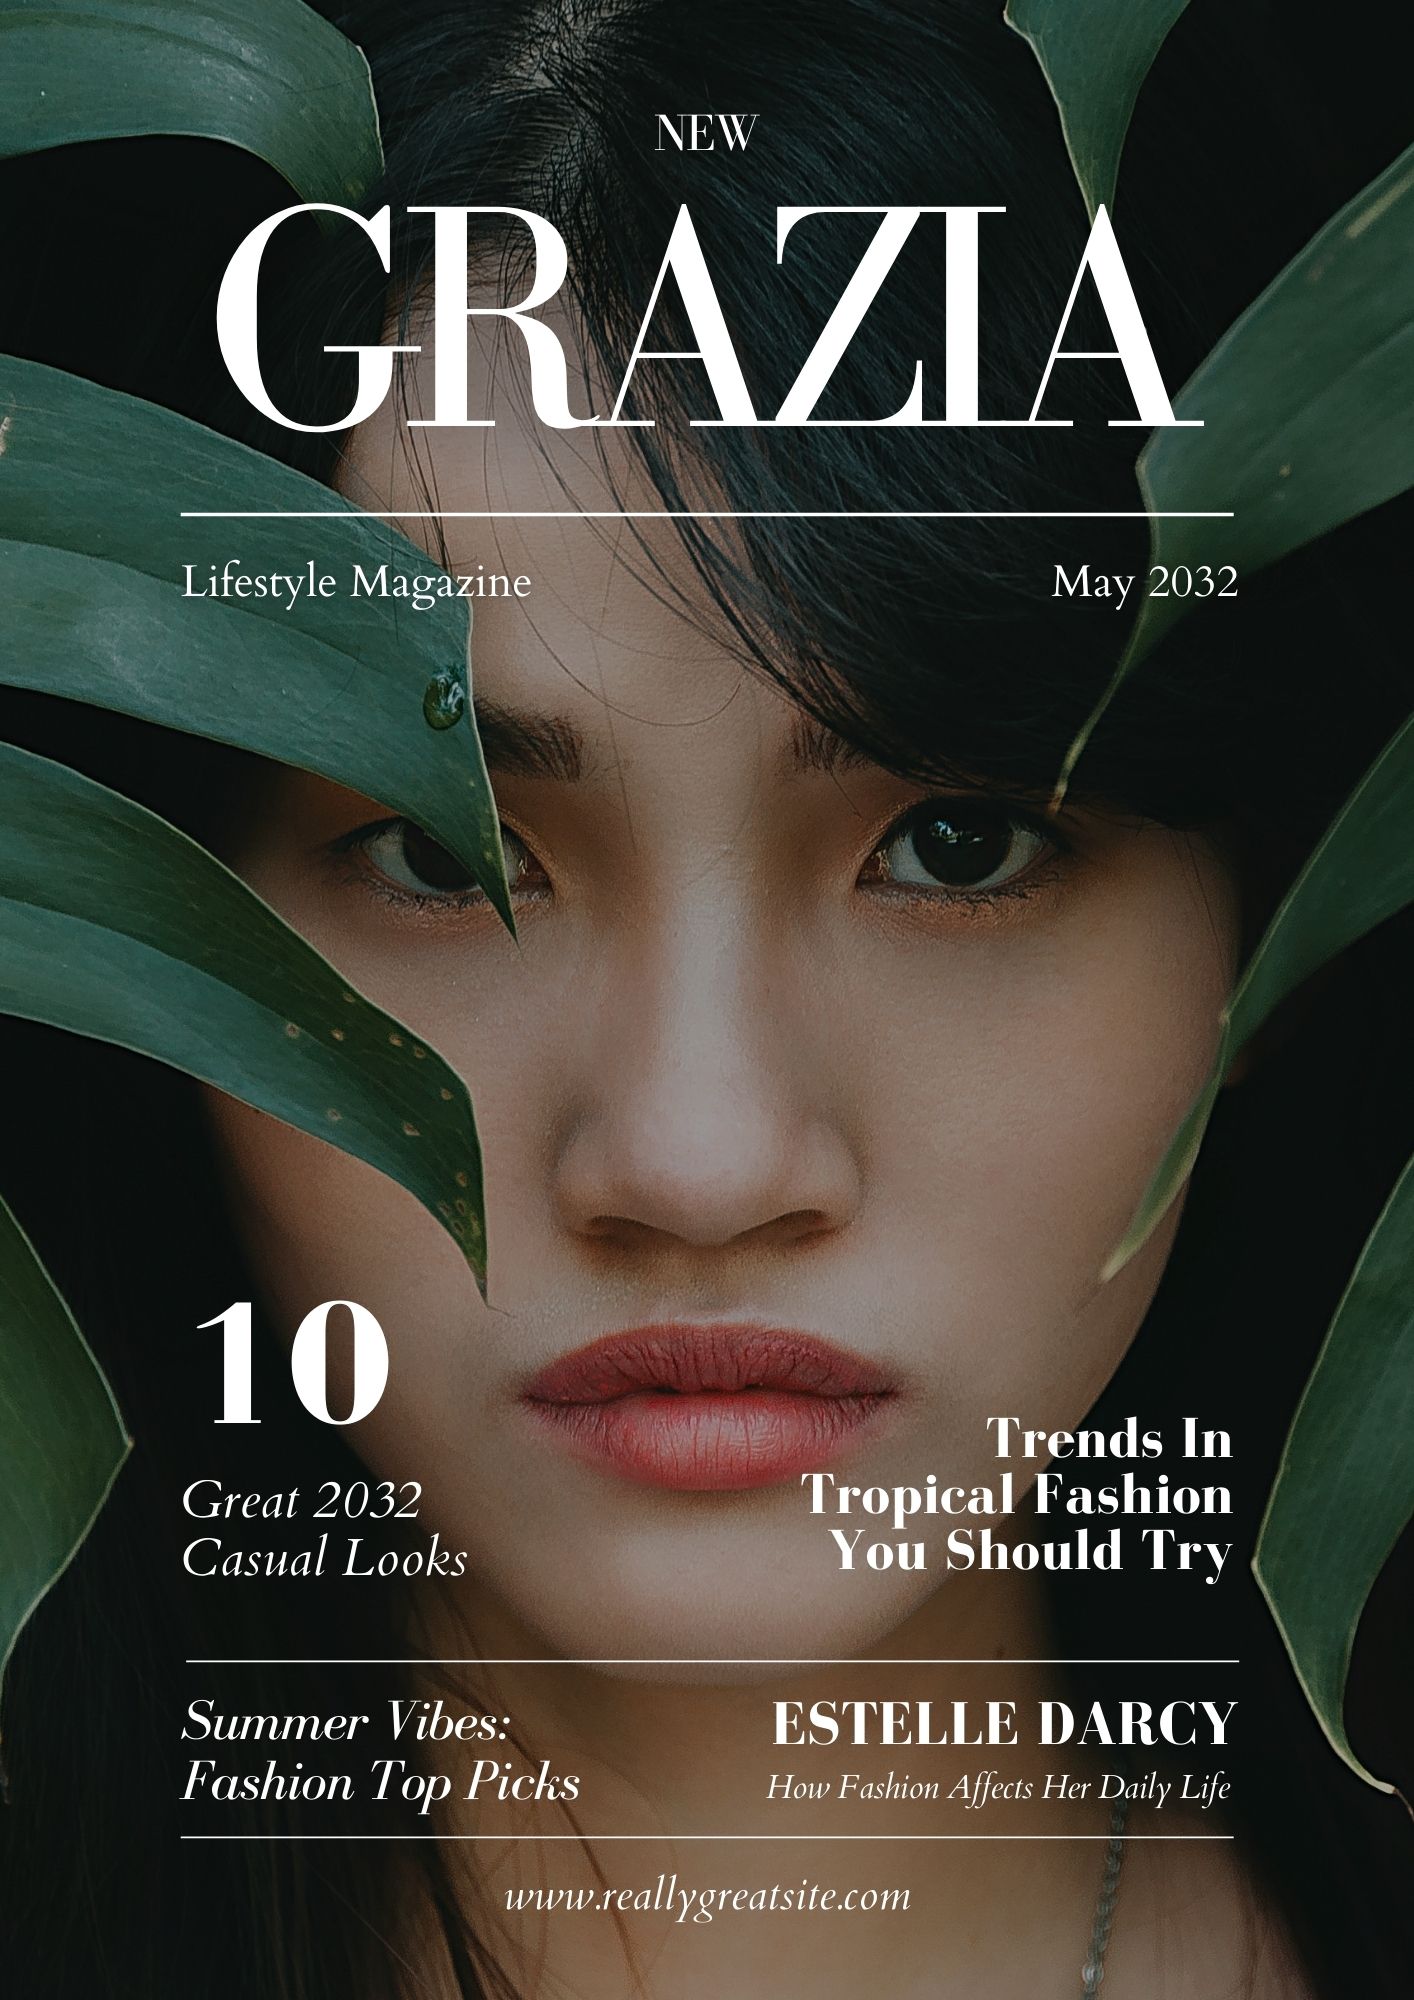 NEW
GRAZIA
Lifestyle Magazine
May 2032
10
Great 2032
Casual Looks
Trends In
Tropical Fashion
You Should Try
Summer Vibes:
Fashion Top Picks
ESTELLE DARCY
How Fashion Affects Her Daily Life
www.reallygreatsite.com